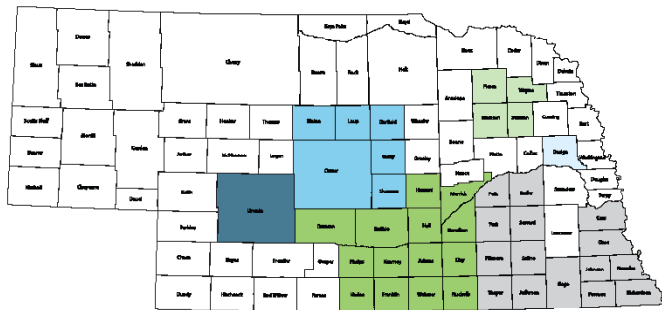 Keya Paha
Boyd
Dawes
Sioux
Sheridan
Cherry
Knox
Cedar
Dixon
Dakota
Brown
Rock
Holt
Box Butte
Antelope
Pierce
Wayne
Thurston
Scotts Bluff
Grant
Hooker
Thomas
Blaine
Loup
Garfield
Wheeler
Madison
Stanton
Cuming
Burt
Morrill
Garden
Boone
Banner
Arthur
McPherson
Logan
Custer
Valley
Greeley
Platte
Colfax
Dodge
Washington
Nance
Kimball
Cheyenne
Deuel
Keith
Lincoln
Sherman
Howard
Merrick
Polk
Butler
Saunders
Douglas
Sarpy
Perkins
Dawson
Buffalo
Hall
Hamilton
York
Seward
Lancaster
Cass
Otoe
Chase
Hayes
Frontier
Gosper
Phelps
Kearney
Adams
Clay
Fillmore
Saline
Gage
Johnson
Nemaha
Dundy
Hitchcock
Red Willow
Furnas
Harlan
Franklin
Webster
Nuckolls
Thayer
Jefferson
Pawnee
Richardson